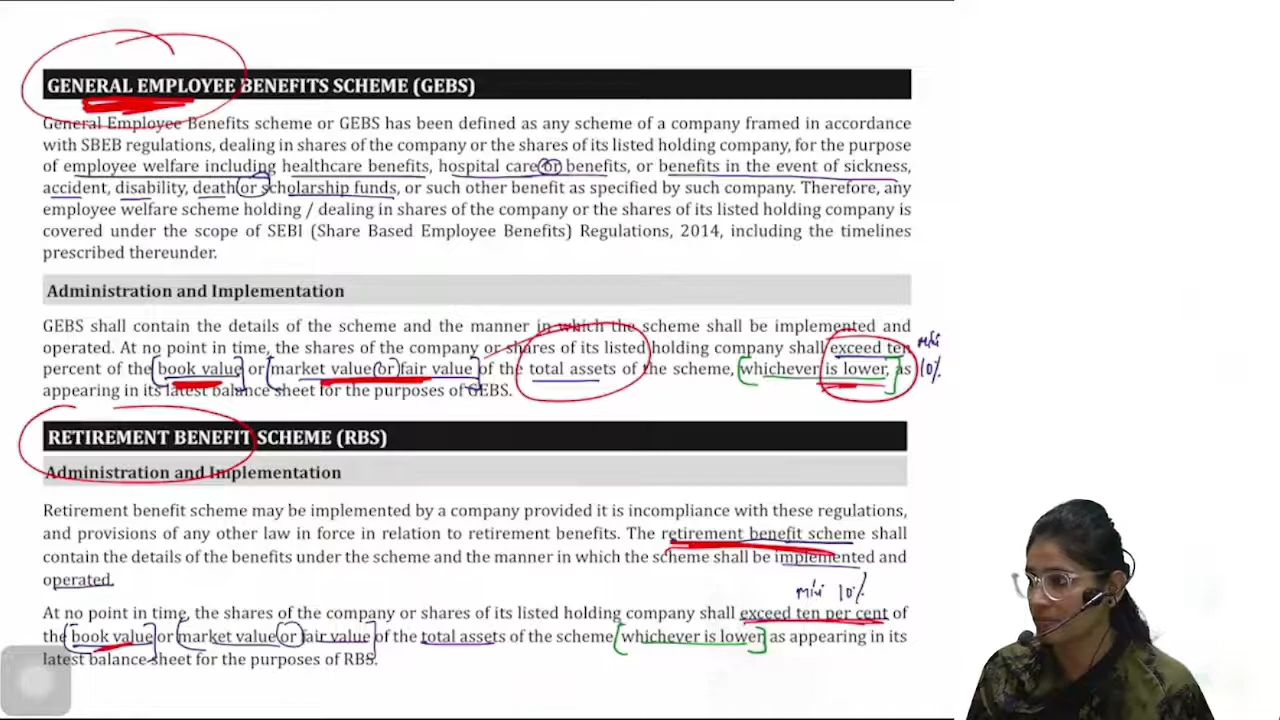 GENERAL EMPLOYEE BENEFITS SCHEME (GEBS)
General Employee Benefits scheme or GEBS has been defined as any scheme of a company framed in accordance
with SBEB regulations, dealing in shares of the company or the shares of its listed holding company, for the purpose
of employee welfare including healthcare benefits, hospital care or benefits, or benefits in the event of sickness,
accident, disability, death or scholarship funds, or such other benefit as specified by such company. Therefore, any
employee welfare scheme holding / dealing in shares of the company or the shares of its listed holding company is
covered under the scope of SEBI (Share Based Employee Benefits) Regulations, 2014, including the timelines
prescribed thereunder.
Administration and Implementation
GEBS shall contain the details of the scheme and the manner in which the scheme shall be implemented and
operated. At no point in time, the shares of the company or shares of its listed holding company shall exceed ten
percent of the book value or market value or fair value of the total assets of the scheme, whichever is lower, as
10%
appearing in its latest balance sheet for the purposes of GEBS.
RETIREMENT BENEFIT SCHEME (RBS)
Administration and Implementation
Retirement benefit scheme may be implemented by a company provided it is incompliance with these regulations,
and provisions of any other law in force in relation to retirement benefits. The retirement benefit scheme shall
contain the details of the benefits under the scheme and the manner in which the scheme shall be implemented and
operated.
10%
At no point in time, the shares of the company or shares of its listed holding company shall exceed ten per cent of
the book value or market value or fair value of the total assets of the scheme whichever is lower as appearing in its
latest balance sheet for the purposes of RBS.